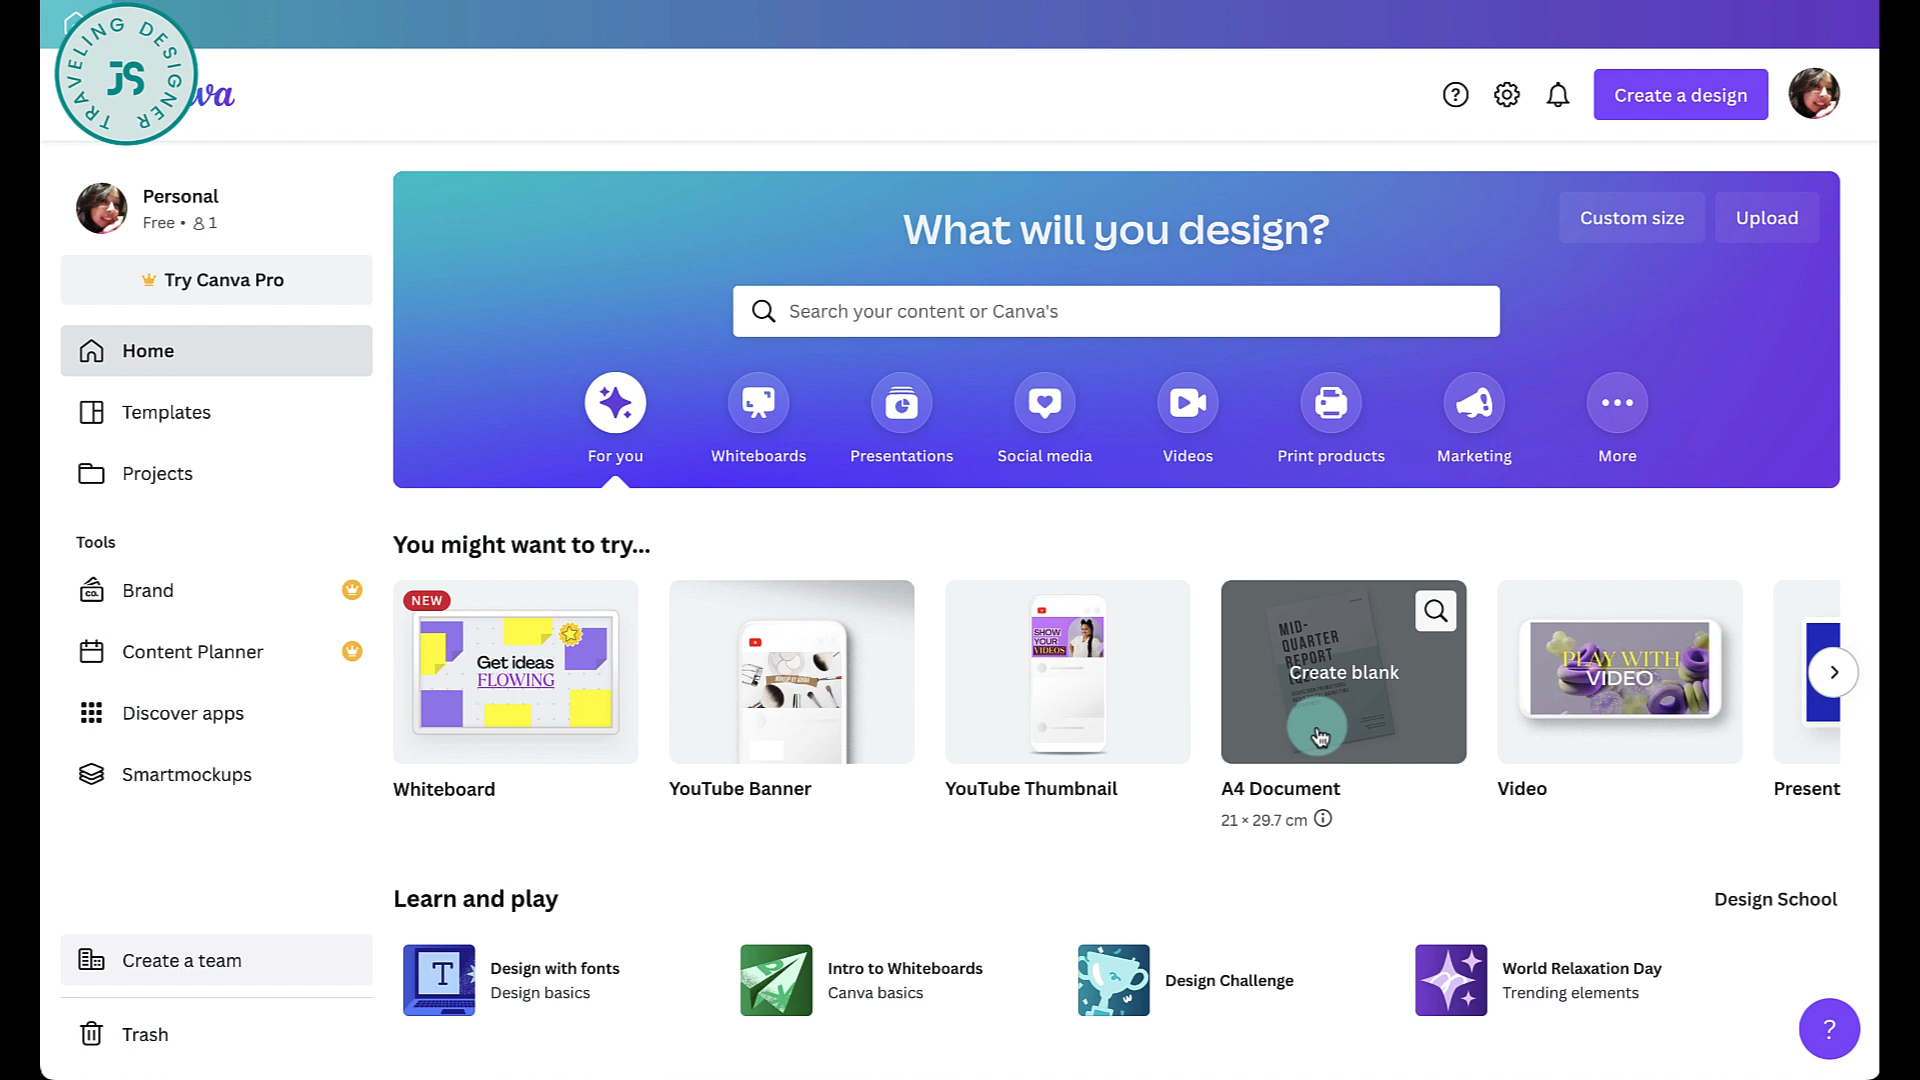 TRAVELING DESIGNER
JS
va
Create a design
Personal
Free • 1
Try Canva Pro
Home
Templates
Projects
Tools
Brand
Content Planner
Discover apps
Smartmockups
Create a team
Trash
What will you design?
Custom size
Upload
Search your content or Canva's
For you
Whiteboards
Presentations
Social media
Videos
Print products
Marketing
More
You might want to try...
NEW
Get ideas
FLOWING
Whiteboard
YouTube Banner
SHOW
YOUR
VIDEOS
YouTube Thumbnail
MID-
QUARTER
REPORT
Create blank
A4 Document
21 × 29.7 cm
PLAY WITH
VIDEO
Video
Present
Learn and play
Design School
T
Design with fonts
Design basics
Intro to Whiteboards
Canva basics
Design Challenge
World Relaxation Day
Trending elements
?